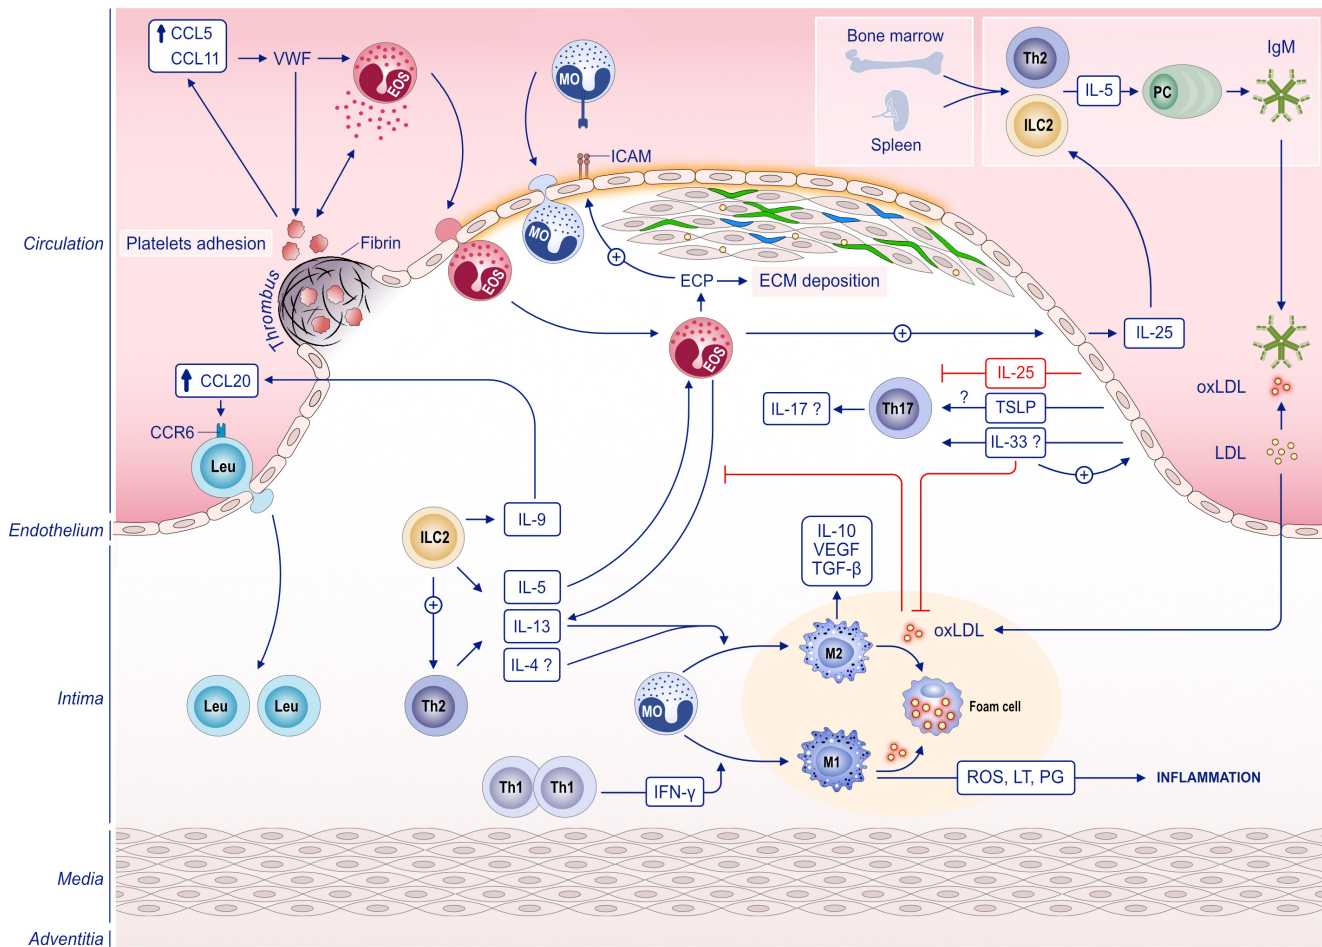 CCL5
CCL11
VWF
EOS
MO
ICAM
Bone marrow
Spleen
Th2
ILC2
IL-5
PC
IgM
Circulation
Platelets adhesion
Fibrin
Thrombus
EOS
MO
ECP
ECM deposition
EOS
IL-25
oxLDL
LDL
CCL20
CCR6
Leu
IL-17 ?
Th17
IL-25
?
TSLP
IL-33 ?
Endothelium
ILC2
IL-9
IL-5
IL-13
IL-4 ?
Th2
IL-10
VEGF
TGF-β
M2
oxLDL
Intima
Leu
Leu
MO
Foam cell
M1
Th1
Th1
IFN-γ
ROS, LT, PG
INFLAMMATION
Media
Adventitia